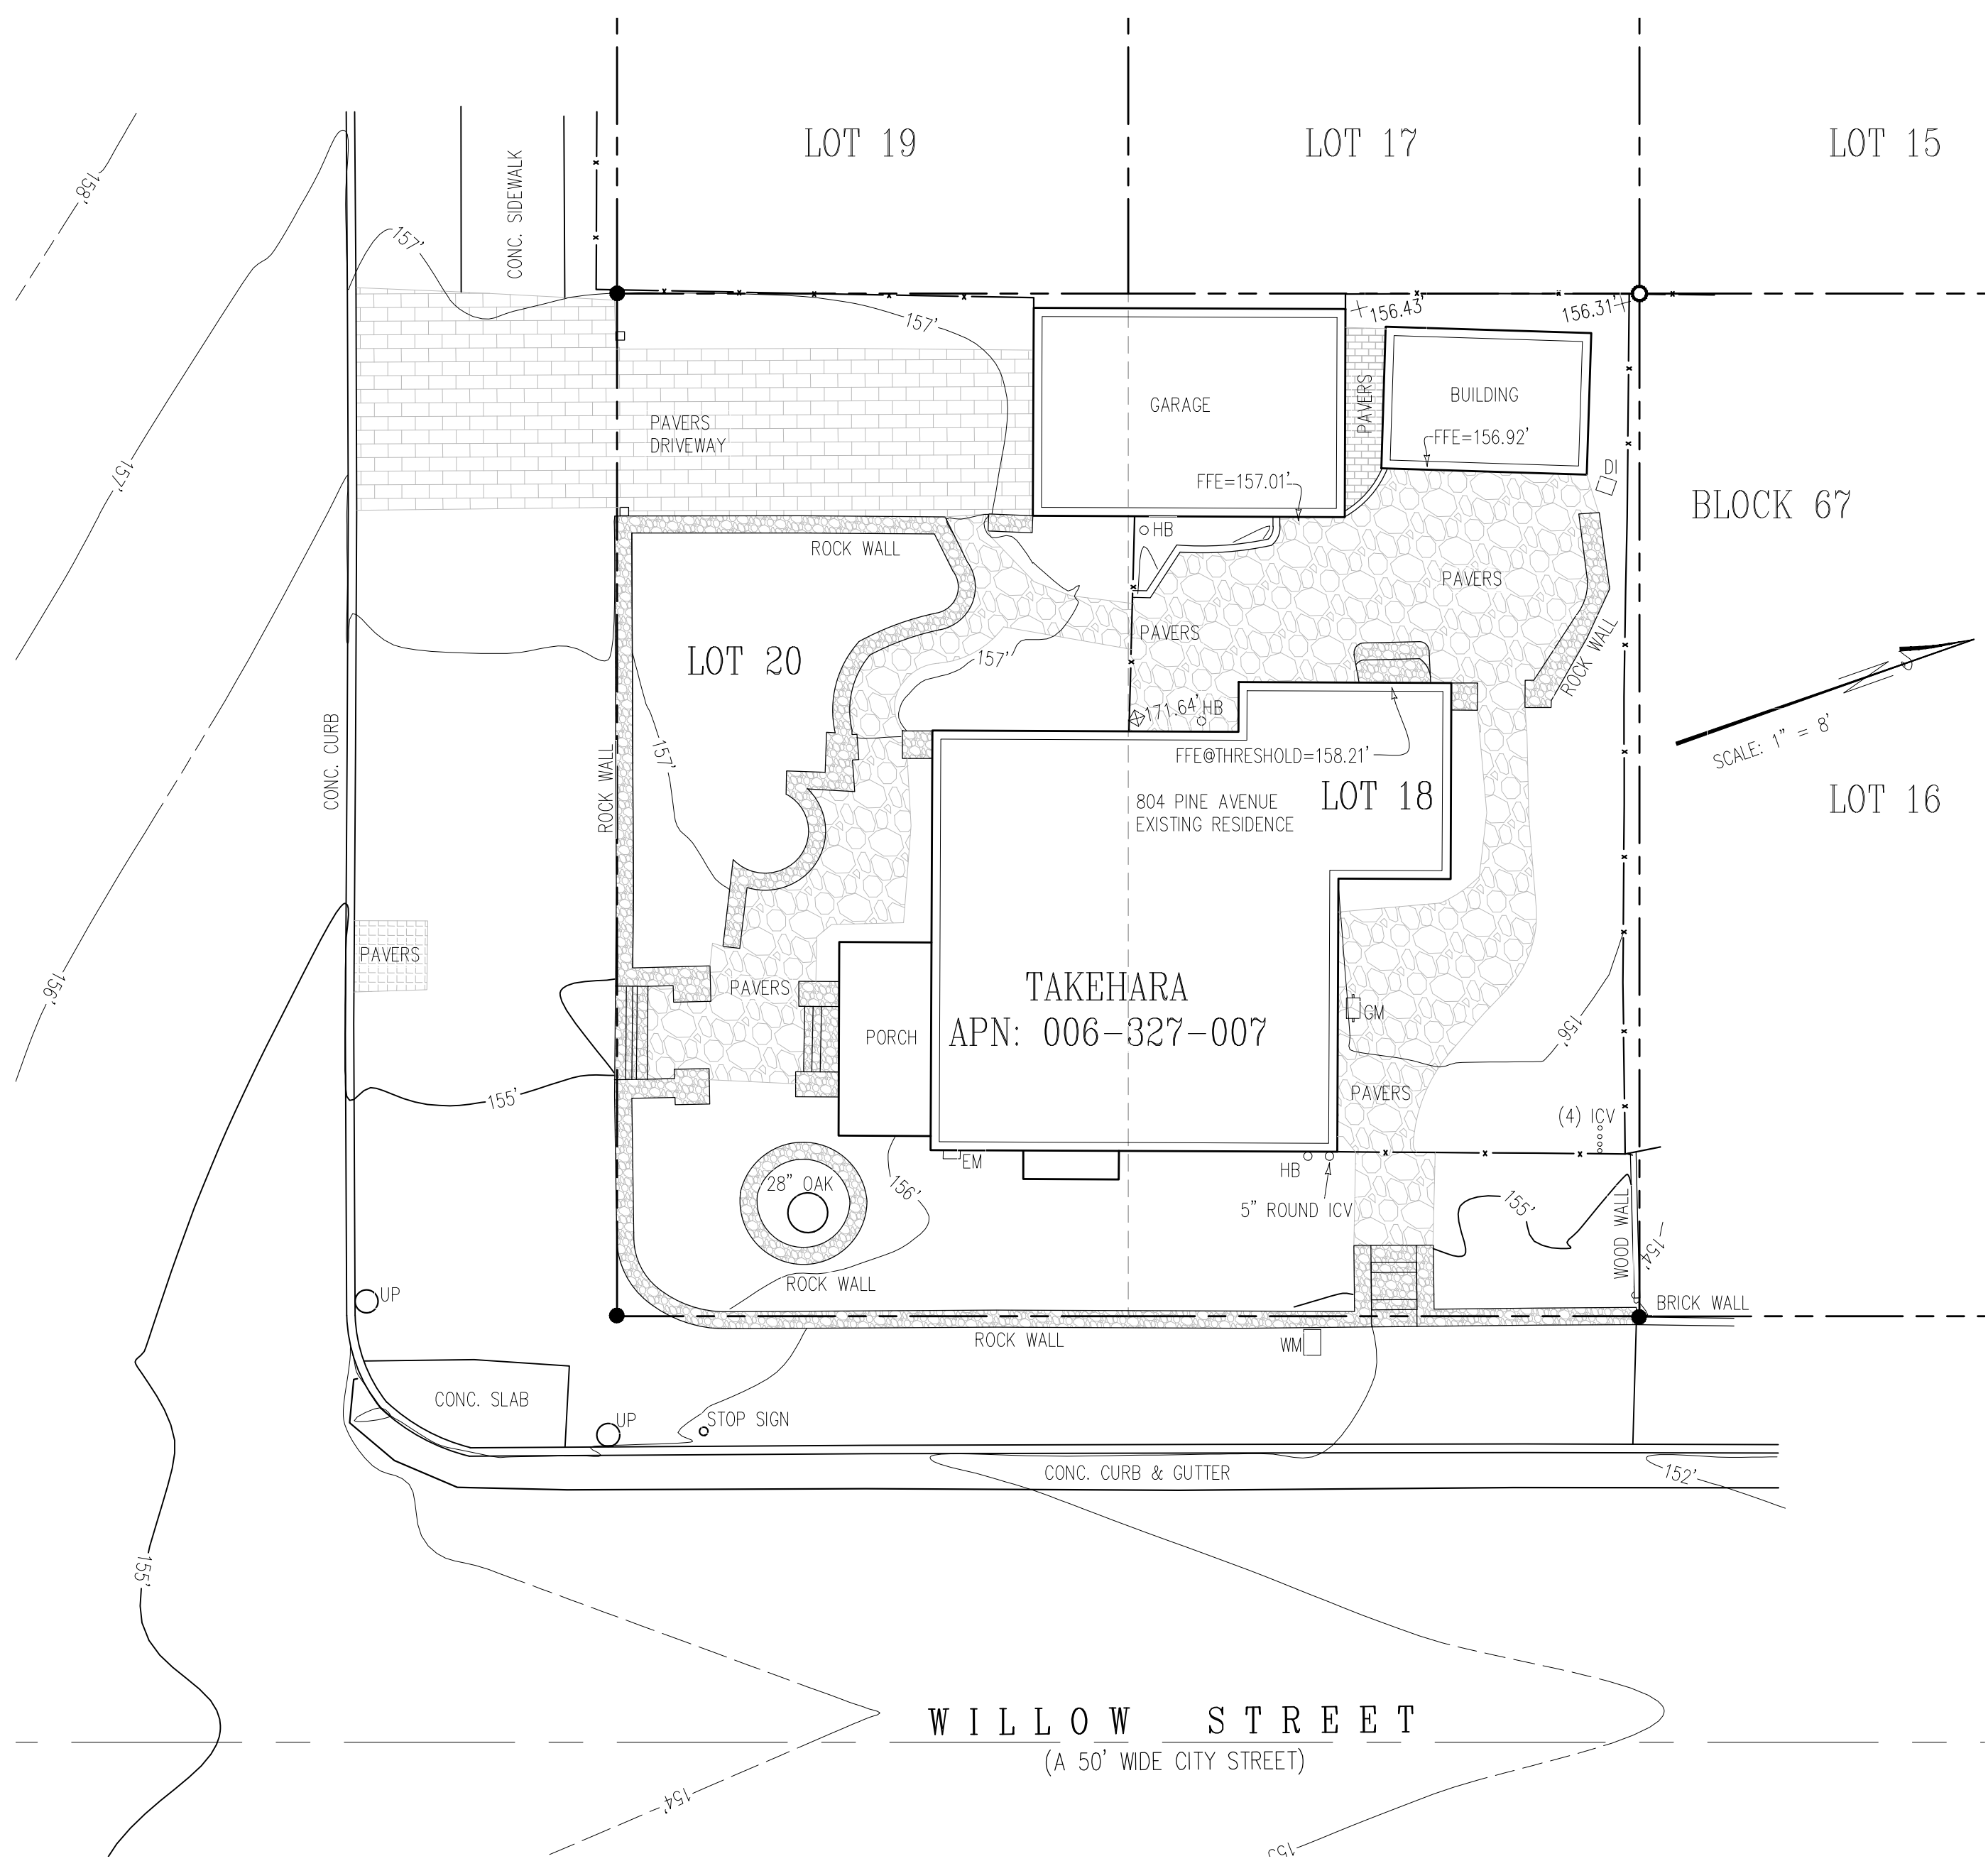 LOT 19
LOT 17
LOT 15
158'
CONC. SIDEWALK
157'
157'
156.43'
156.31'
PAVERS
DRIVEWAY
GARAGE
PAVERS
BUILDING
FFE=156.92'
FFE=157.01'
DI
157'
BLOCK 67
HB
ROCK WALL
PAVERS
PAVERS
LOT 20
157'
ROCK WALL
171.64'
HB
FFE@THRESHOLD=158.21'
SCALE: 1" = 8'
CONC. CURB
ROCK WALL
157'
804 PINE AVENUE
EXISTING RESIDENCE
LOT 18
LOT 16
PAVERS
156'
PAVERS
TAKEHARA
APN: 006-327-007
PORCH
GM
156'
155'
PAVERS
(4) ICV
EM
HB
28" OAK
156'
5" ROUND ICV
155'
WOOD WALL
154'
UP
ROCK WALL
BRICK WALL
ROCK WALL
WM
CONC. SLAB
UP
STOP SIGN
CONC. CURB & GUTTER
152'
155'
WILLOW STREET
(A 50' WIDE CITY STREET)
154'